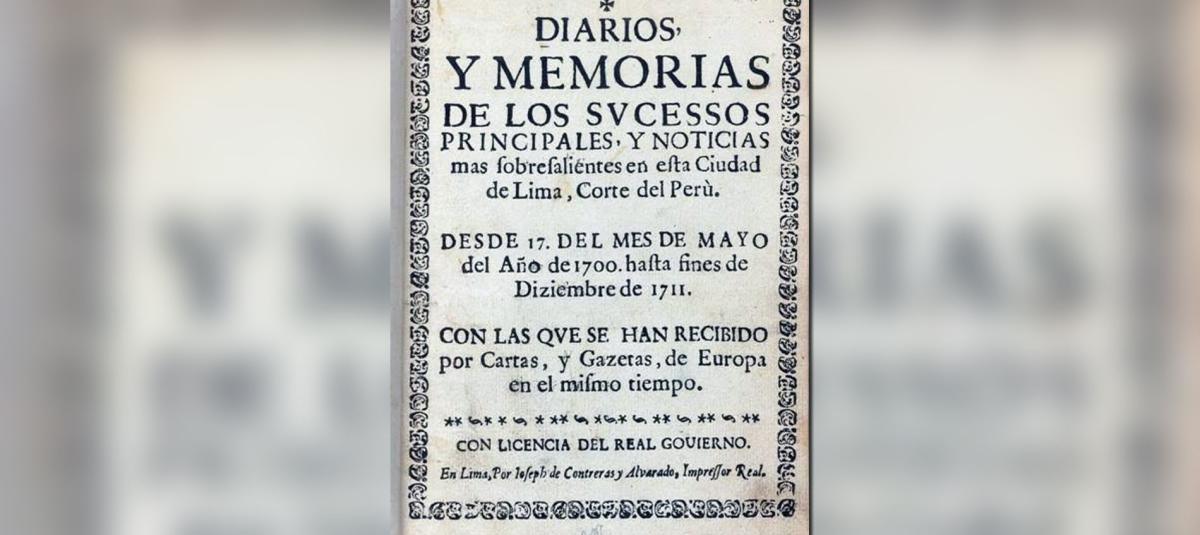 DIARIOS,
Y MEMORIAS
DE LOS SVCESSOS
PRINCIPALES, Y NOTICIAS
mas ſobreſaliẽtes en eſta Ciudad
de Lima, Corte del Perù.
DESDE 17. DEL MES DE MAYO
del Año de 1700. haſta fines de
Diziembre de 1711.
CON LAS QVE SE HAN RECIBIDO
por Cartas, y Gazetas, de Europa
en el miſmo tiempo.
CON LICENCIA DEL REAL GOUIERNO.
En Lima, Por Ioſeph de Contreras y Alvarado, Impreſſor Real.